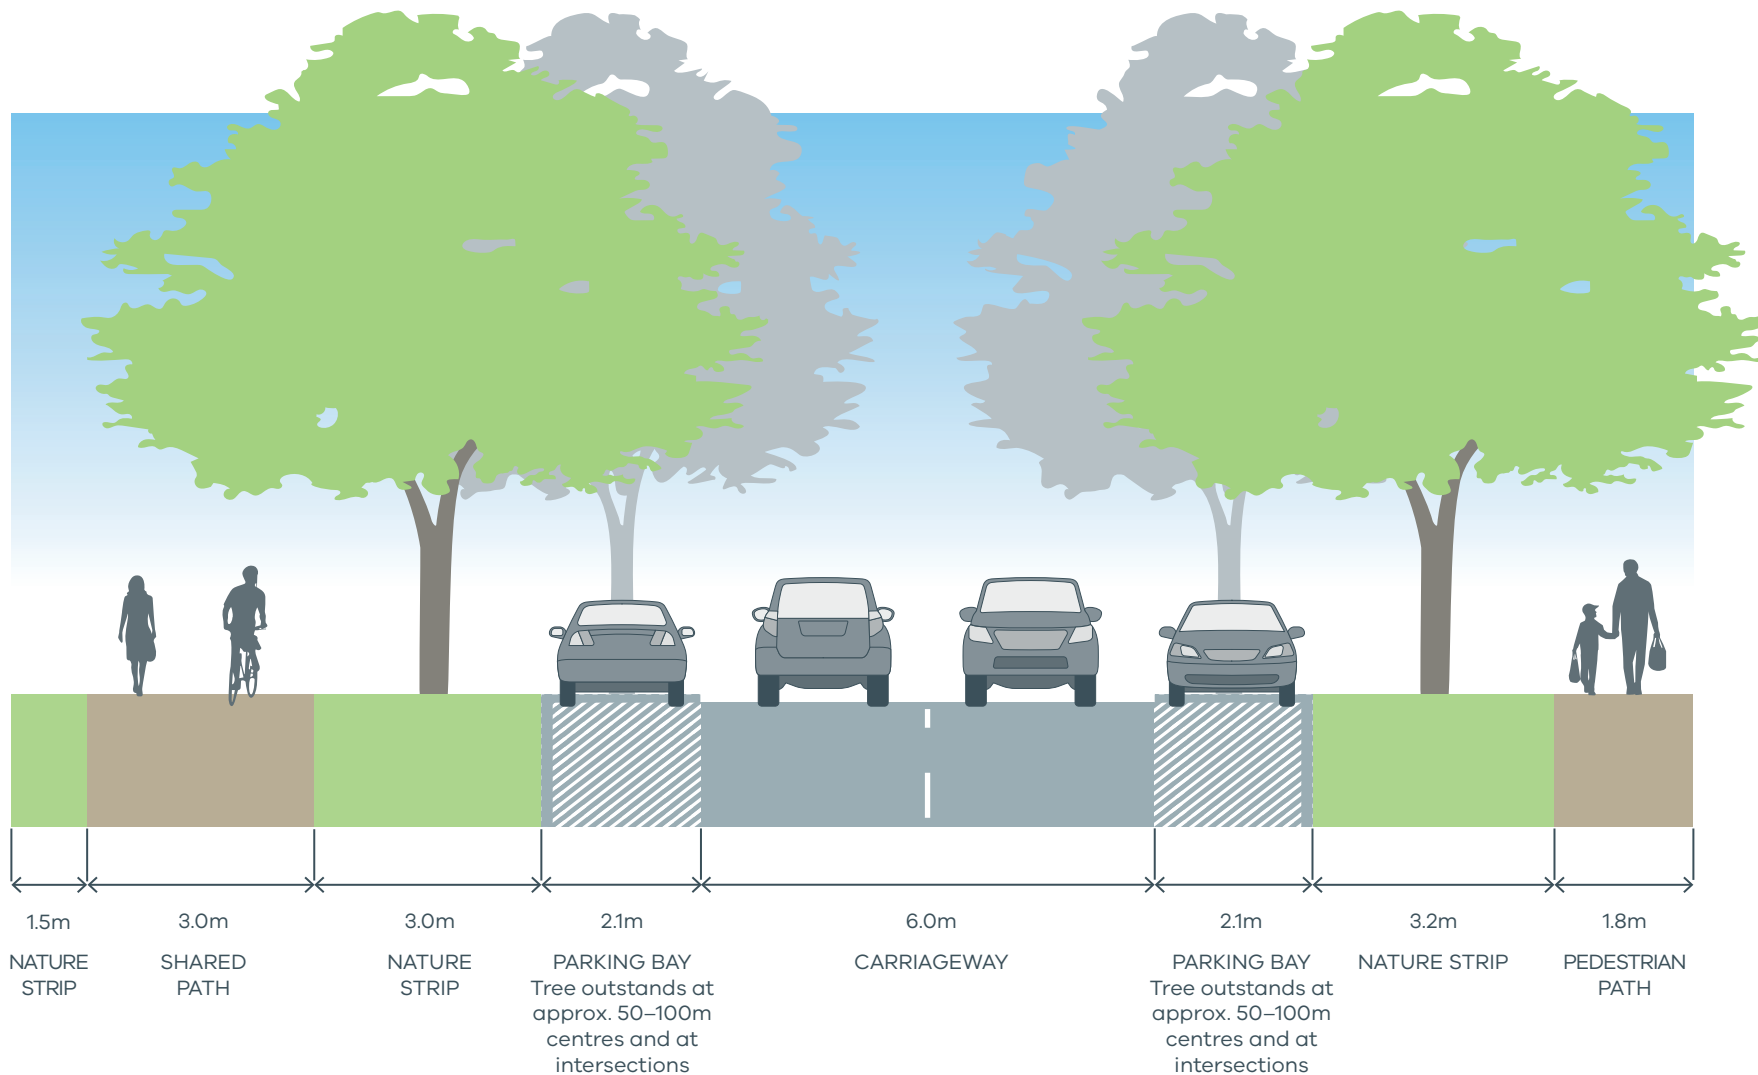 1.5m
NATURE
STRIP
3.0m
SHARED
PATH
3.0m
NATURE
STRIP
2.1m
PARKING BAY
Tree outstands at
approx. 50–100m
centres and at
intersections
6.0m
CARRIAGEWAY
2.1m
PARKING BAY
Tree outstands at
approx. 50–100m
centres and at
intersections
3.2m
NATURE STRIP
1.8m
PEDESTRIAN
PATH